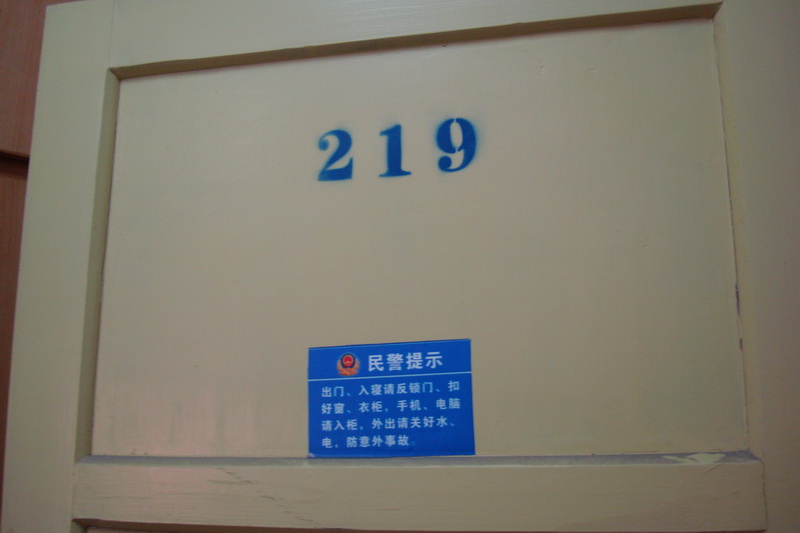 219
民警提示
出门、入寝请反锁门、扣
好窗、衣柜，手机、电脑
请入柜，外出请关好水、
电，防意外事故。